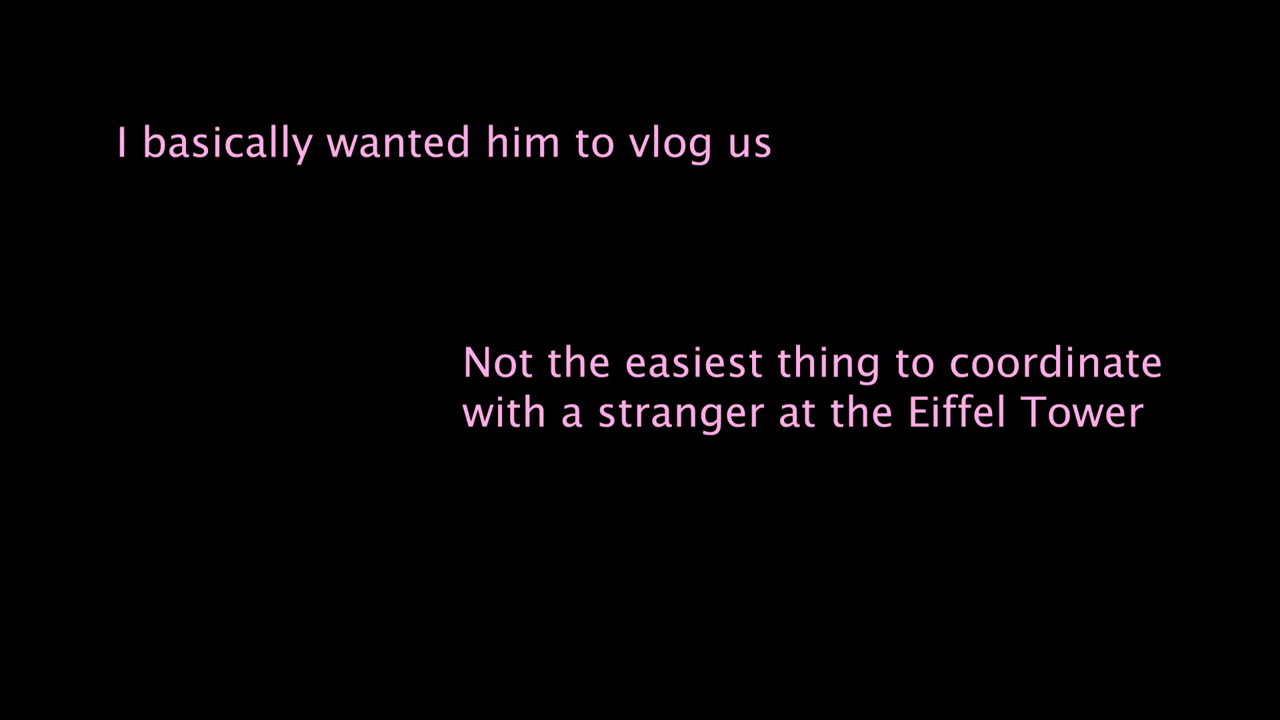 I basically wanted him to vlog us
Not the easiest thing to coordinate
with a stranger at the Eiffel Tower